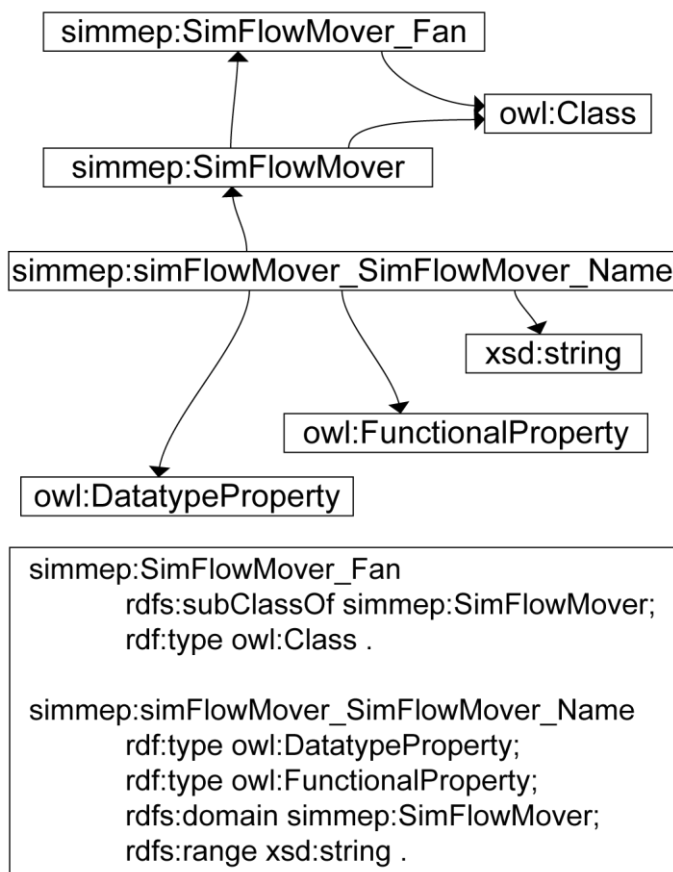 simmep:SimFlowMover_Fan
owl:Class
simmep:SimFlowMover
simmep:simFlowMover_SimFlowMover_Name
xsd:string
owl:FunctionalProperty
owl:DatatypeProperty
simmep:SimFlowMover_Fan
rdfs:subClassOf simmep:SimFlowMover;
rdf:type owl:Class .
simmep:simFlowMover_SimFlowMover_Name
rdf:type owl:DatatypeProperty;
rdf:type owl:FunctionalProperty;
rdfs:domain simmep:SimFlowMover;
rdfs:range xsd:string .